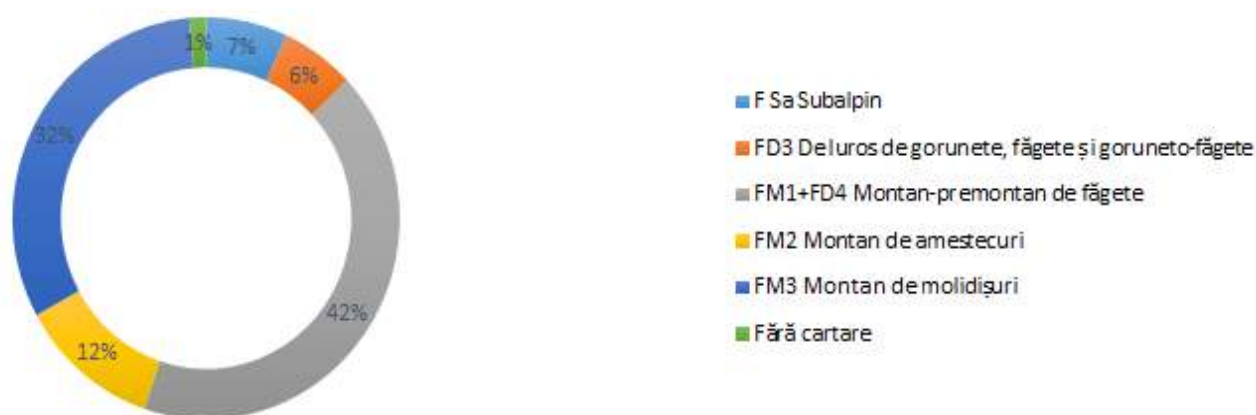 1%
7%
6%
32%
42%
12%
F Sa Subalpin
FD3 Deluros de gorunete, făgete și goruneto-făgete
FM1+FD4 Montan-premontan de făgete
FM2 Montan de amestecuri
FM3 Montan de molidișuri
Fără cartare